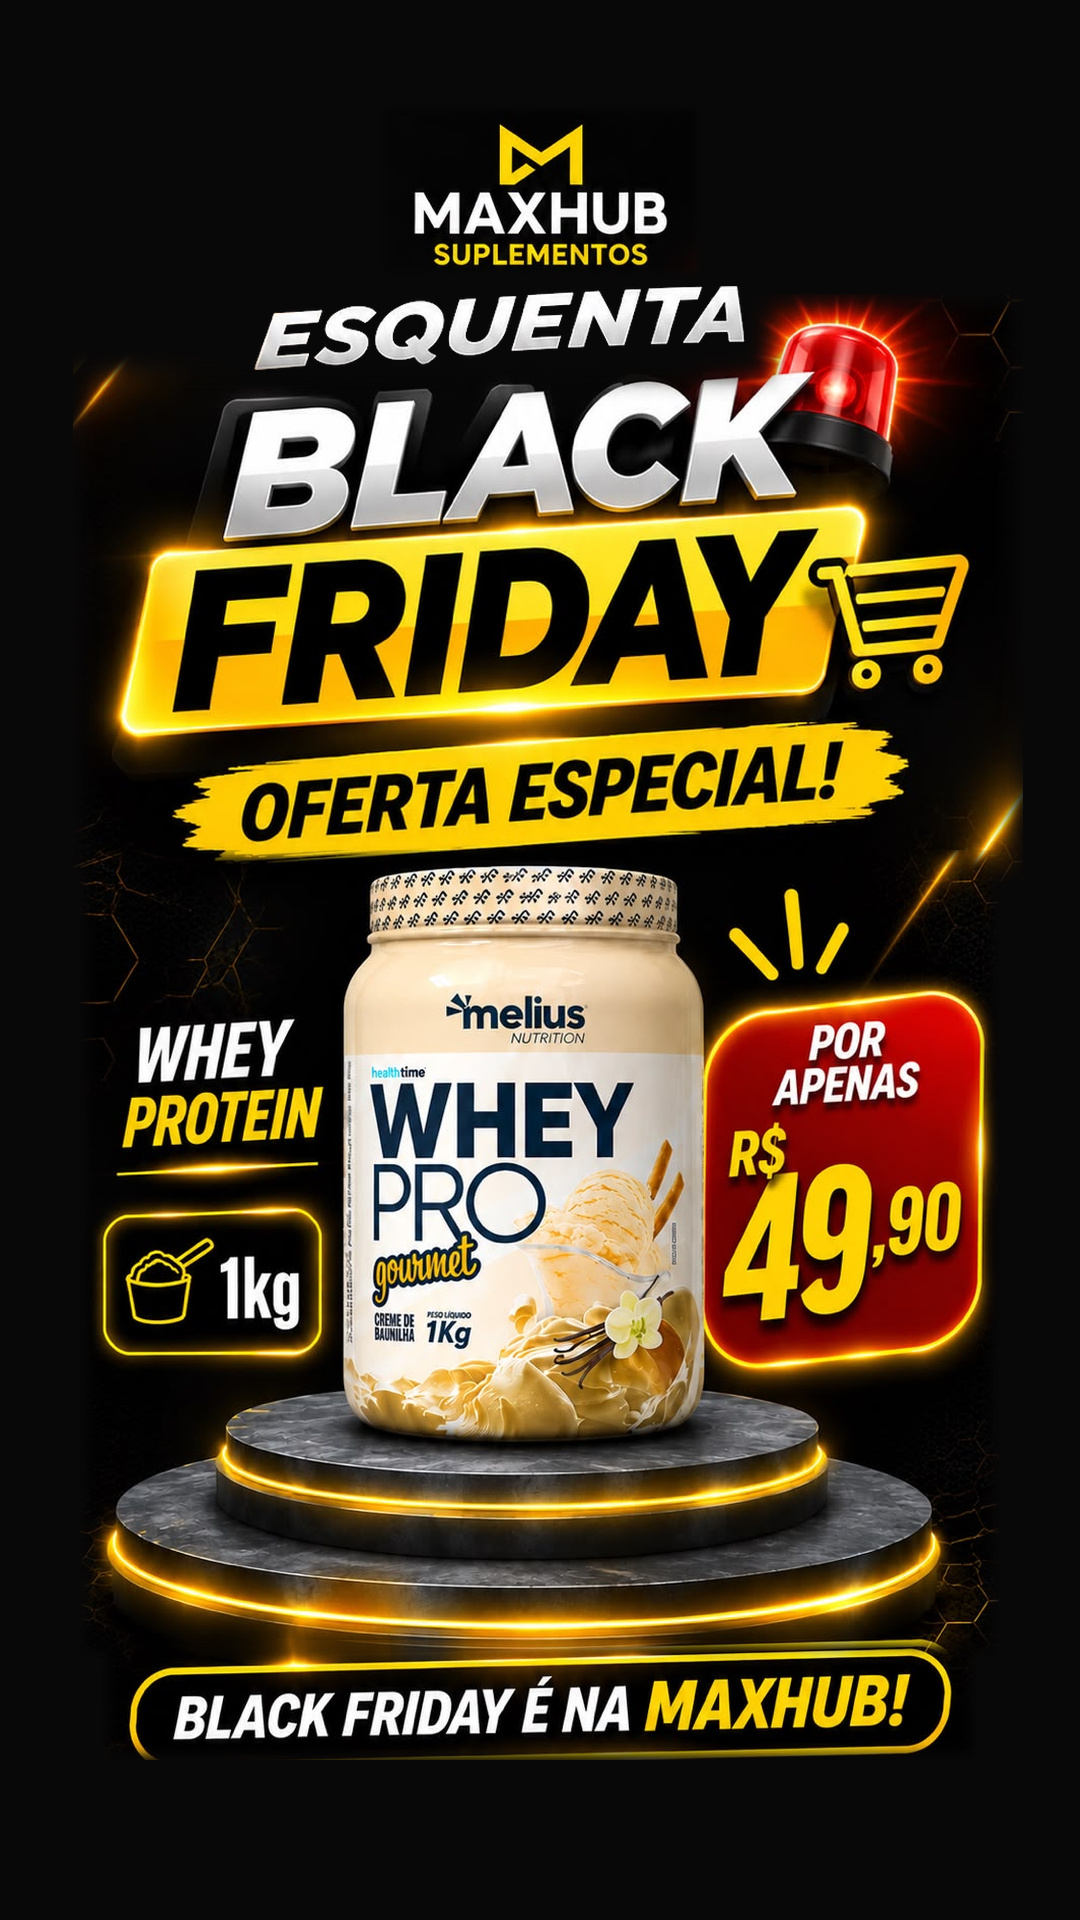 MAXHUB
SUPLEMENTOS
ESQUENTA
BLACK
FRIDAY
OFERTA ESPECIAL!
melius
NUTRITION
healthtime
WHEY
PRO
gourmet
CREME DE
BAUNILHA
PESO LÍQUIDO
1Kg
WHEY
PROTEIN
1kg
POR
APENAS
R$
49,90
BLACK FRIDAY É NA MAXHUB!